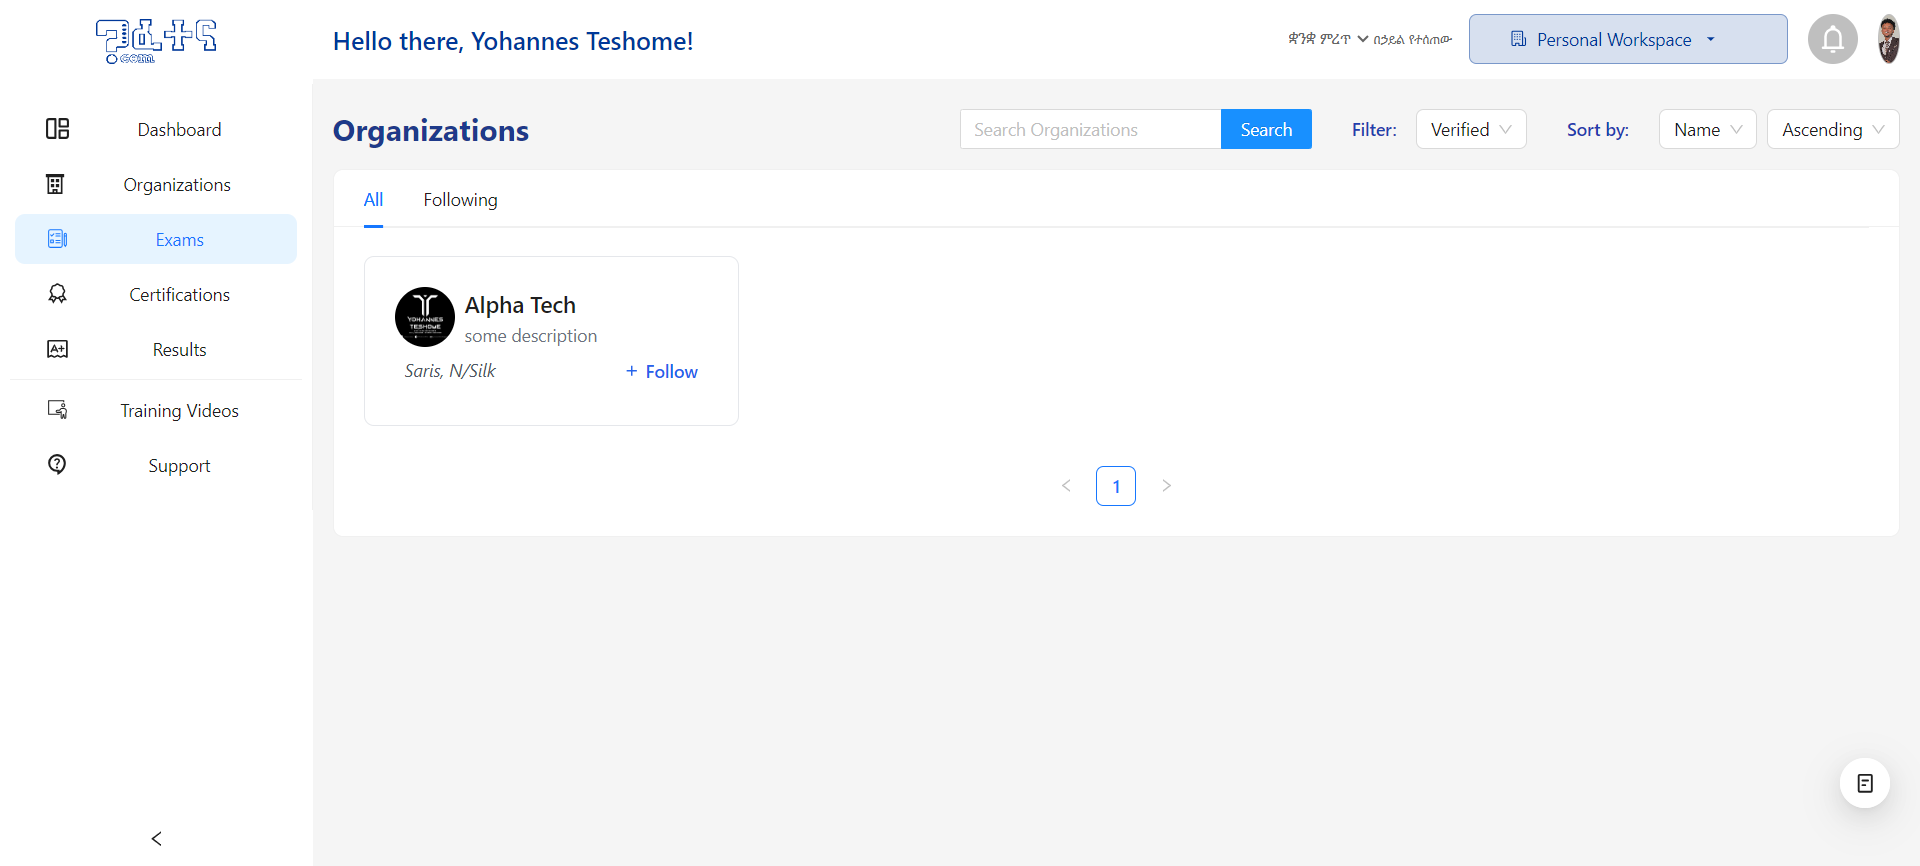 ፈተና
.com
Hello there, Yohannes Teshome!
ቋንቋ ምረጥ
በኃይል የተሰጠው
Personal Workspace
Dashboard
Organizations
Exams
Certifications
Results
Training Videos
Support
Organizations
Search Organizations
Search
Filter:
Verified
Sort by:
Name
Ascending
All
Following
YOHANNES
TESHOME
Alpha Tech
some description
Saris, N/Silk
+ Follow
1